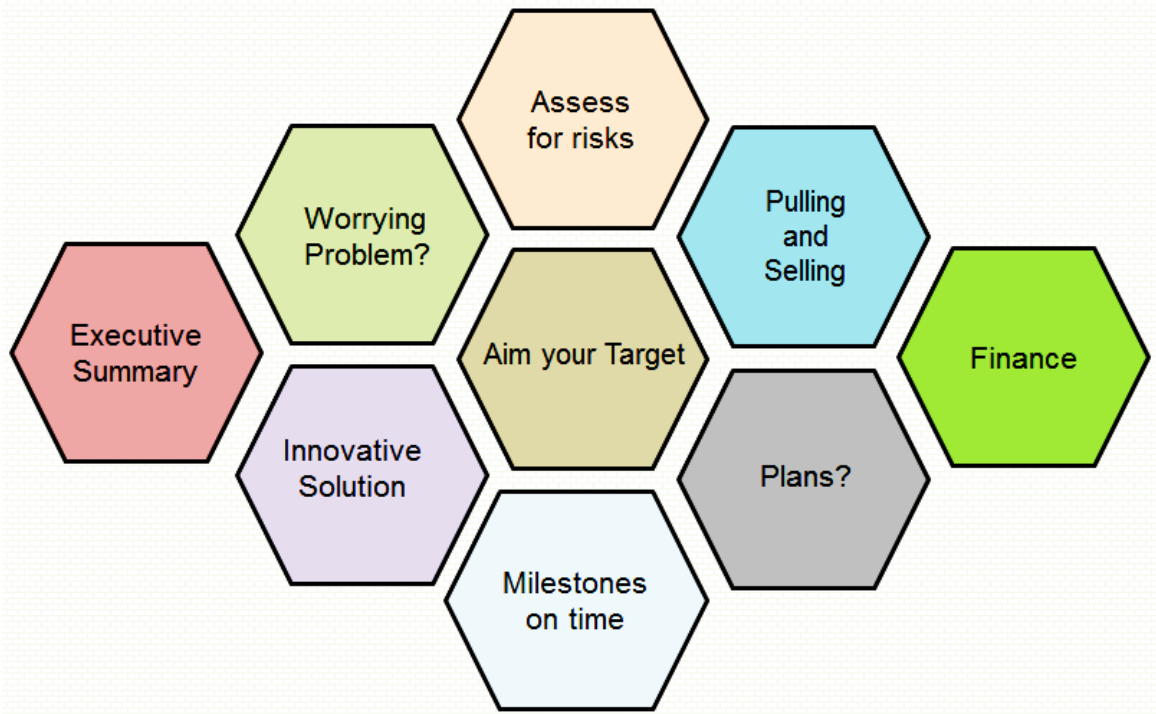 Assess
for risks
Worrying
Problem?
Pulling
and
Selling
Executive
Summary
Aim your Target
Finance
Innovative
Solution
Plans?
Milestones
on time